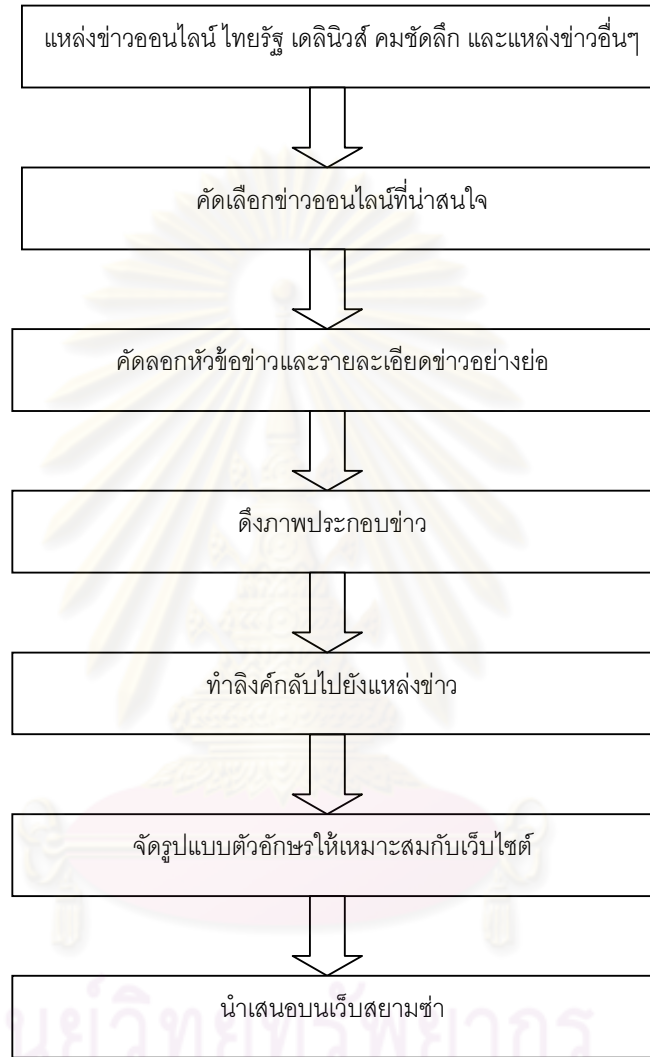 แหล่งข่าวออนไลน์ ไทยรัฐ เดลินิวส์ คมชัดลึก และแหล่งข่าวอื่นๆ
คัดเลือกข่าวออนไลน์ที่น่าสนใจ
คัดลอกหัวข้อข่าวและรายละเอียดข่าวอย่างย่อ
ดึงภาพประกอบข่าว
ทำลิงค์กลับไปยังแหล่งข่าว
จัดรูปแบบตัวอักษรให้เหมาะสมกับเว็บไซต์
นำเสนอบนเว็บสยามซ่า